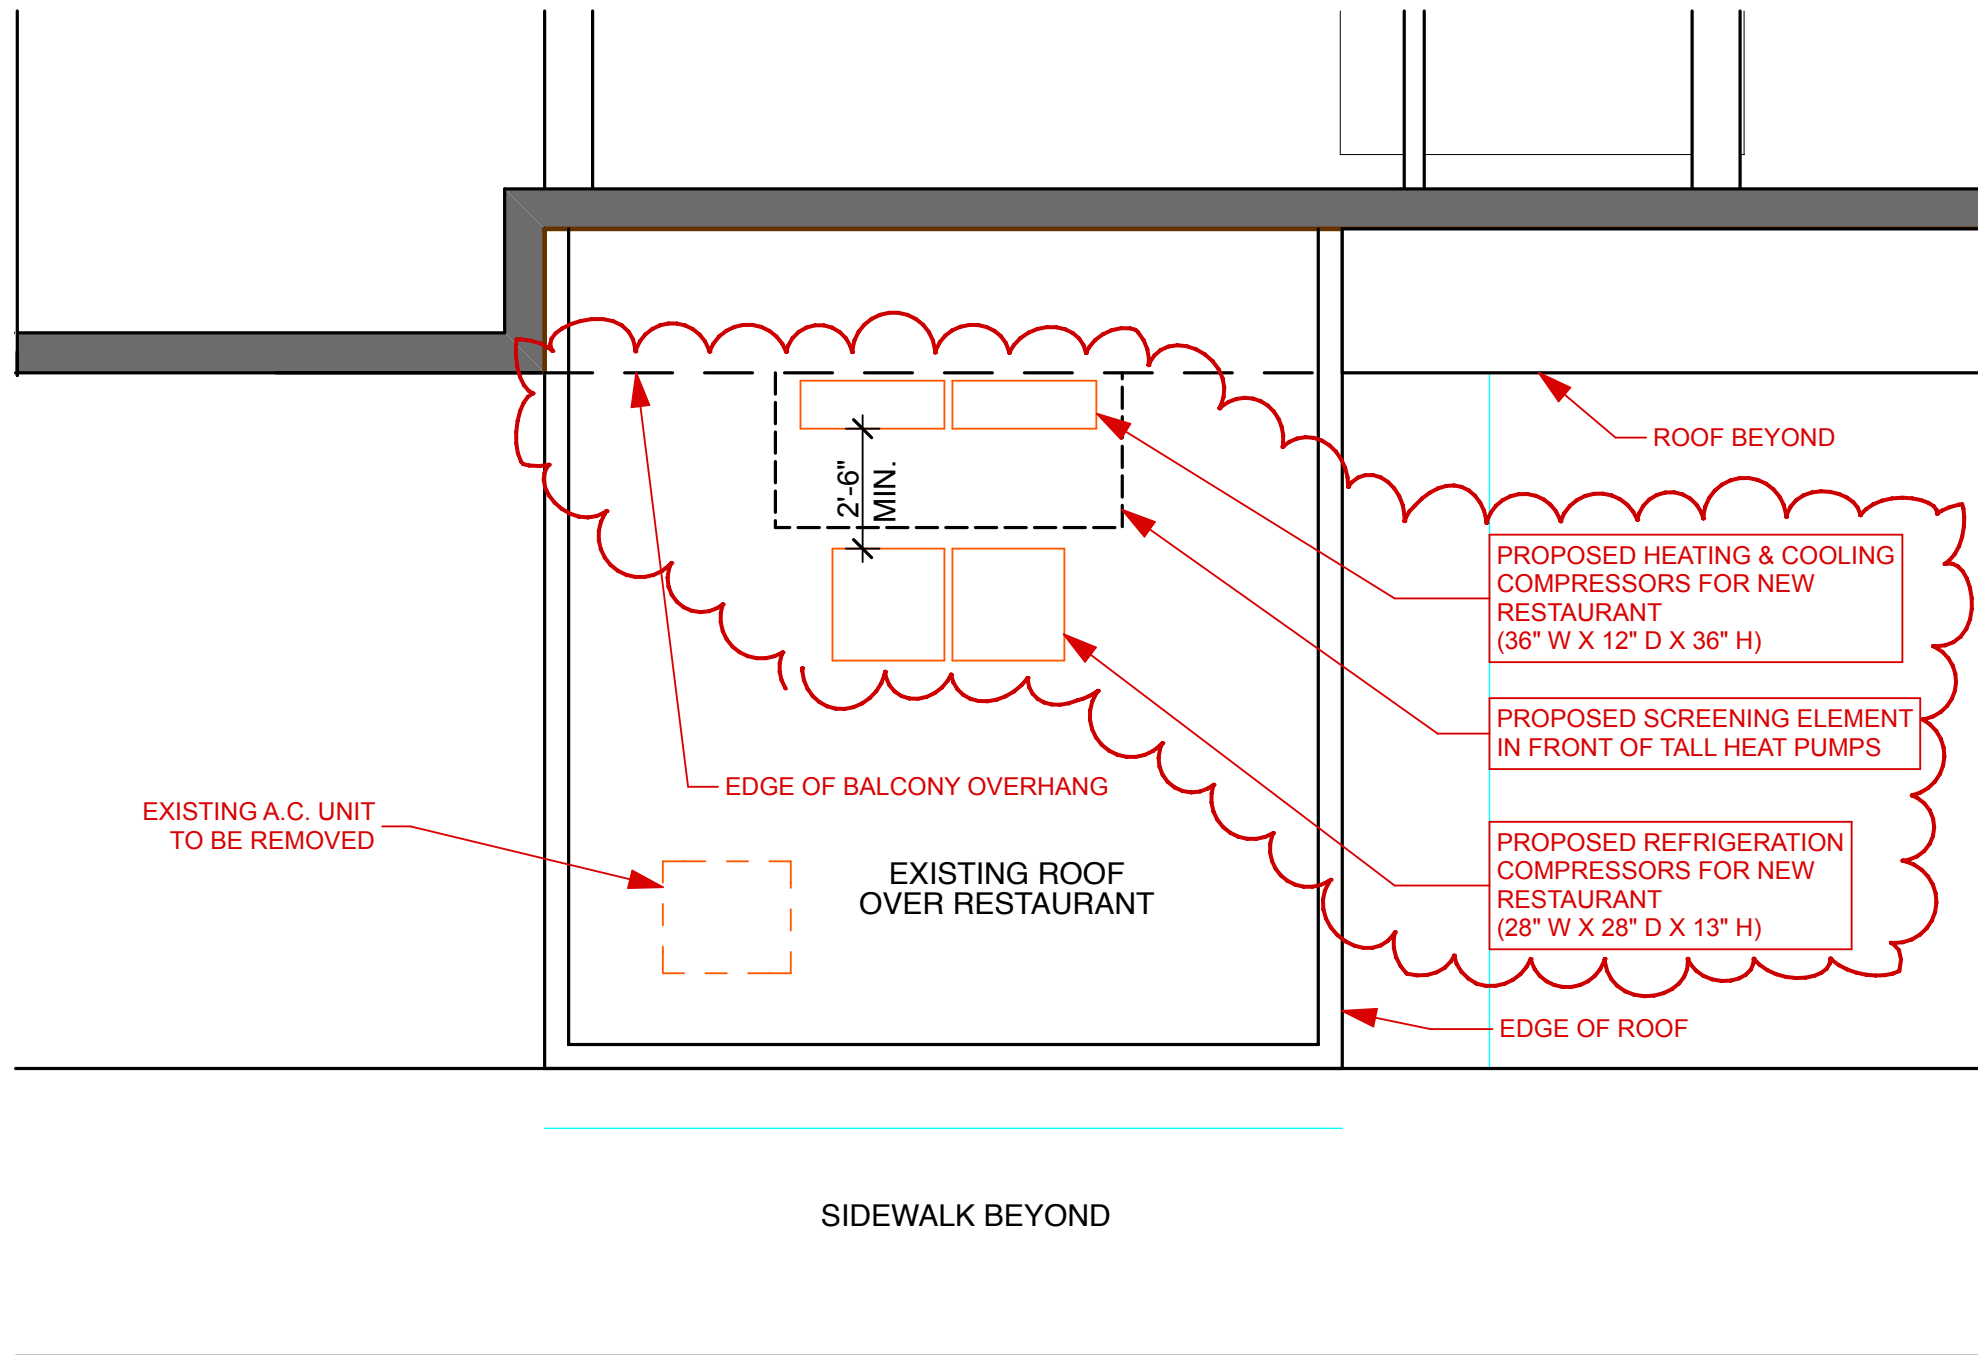 ROOF BEYOND
2'-6"
MIN.
PROPOSED HEATING & COOLING
COMPRESSORS FOR NEW
RESTAURANT
(36" W X 12" D X 36" H)
PROPOSED SCREENING ELEMENT
IN FRONT OF TALL HEAT PUMPS
EDGE OF BALCONY OVERHANG
EXISTING A.C. UNIT
TO BE REMOVED
PROPOSED REFRIGERATION
COMPRESSORS FOR NEW
RESTAURANT
(28" W X 28" D X 13" H)
EXISTING ROOF
OVER RESTAURANT
EDGE OF ROOF
SIDEWALK BEYOND